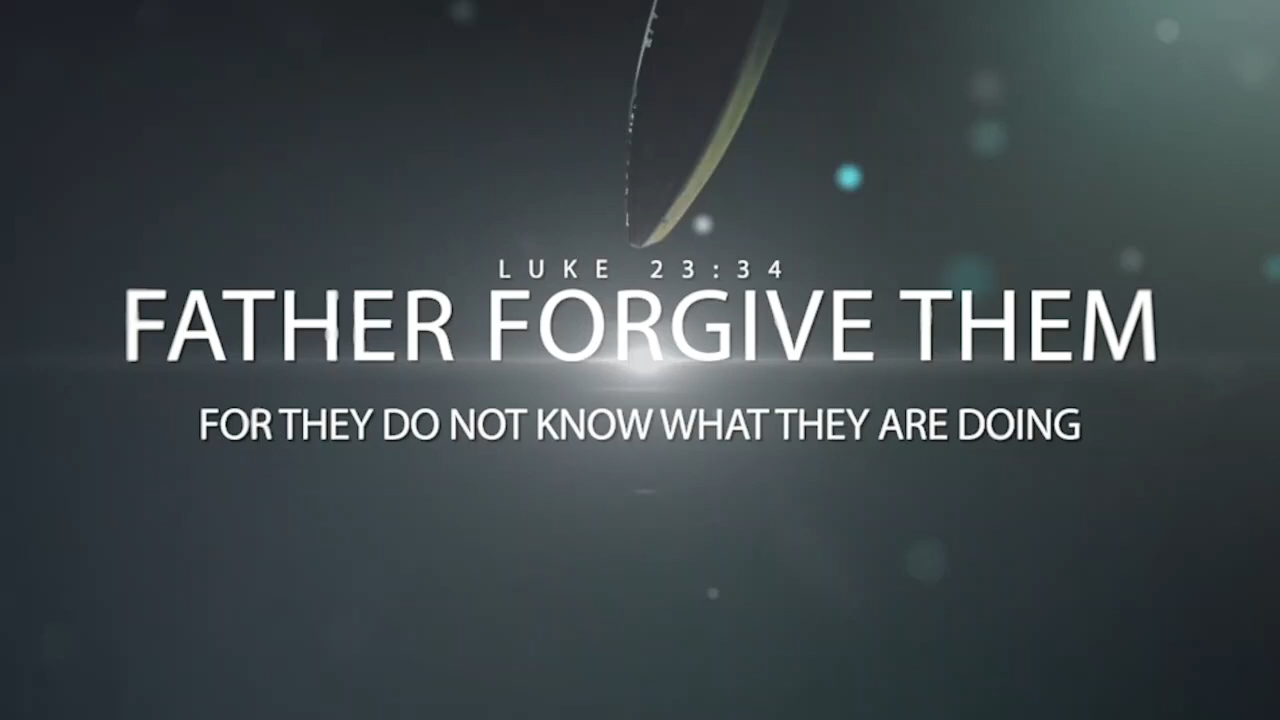 LUKE 23:34
FATHER FORGIVE THEM
FOR THEY DO NOT KNOW WHAT THEY ARE DOING